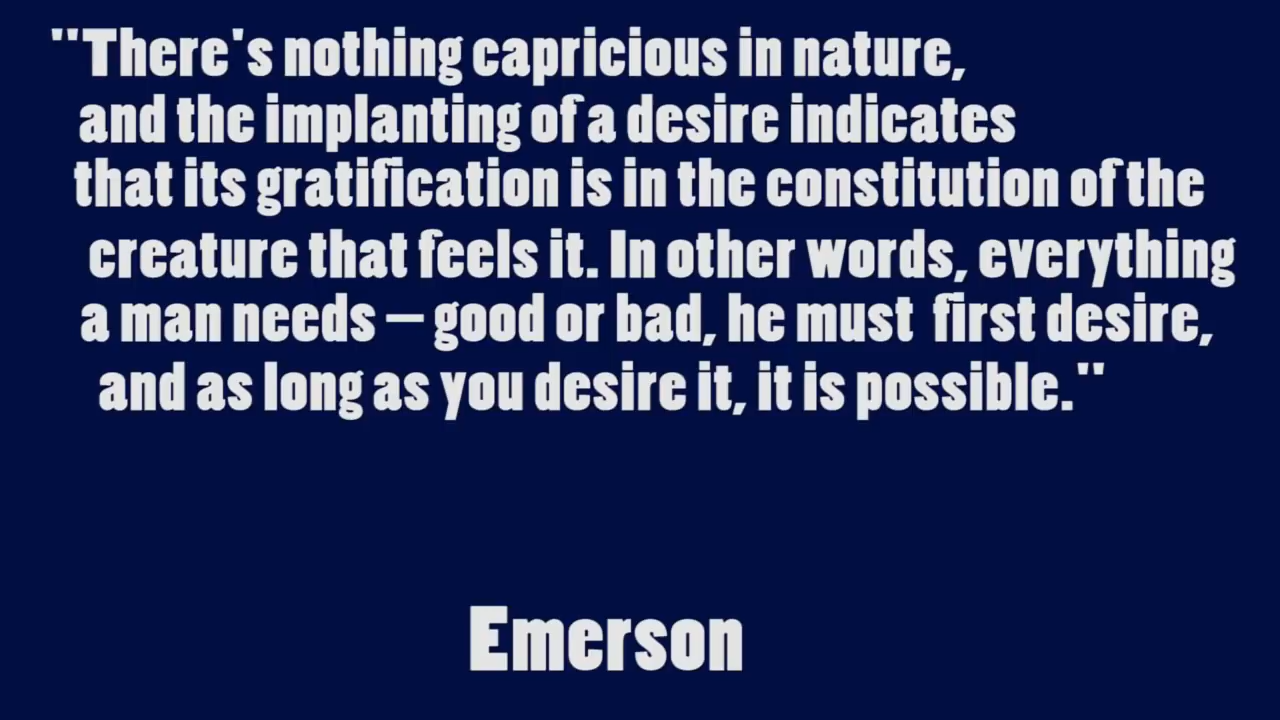 "There's nothing capricious in nature,
and the implanting of a desire indicates
that its gratification is in the constitution of the
creature that feels it. In other words, everything
a man needs — good or bad, he must first desire,
and as long as you desire it, it is possible."
Emerson